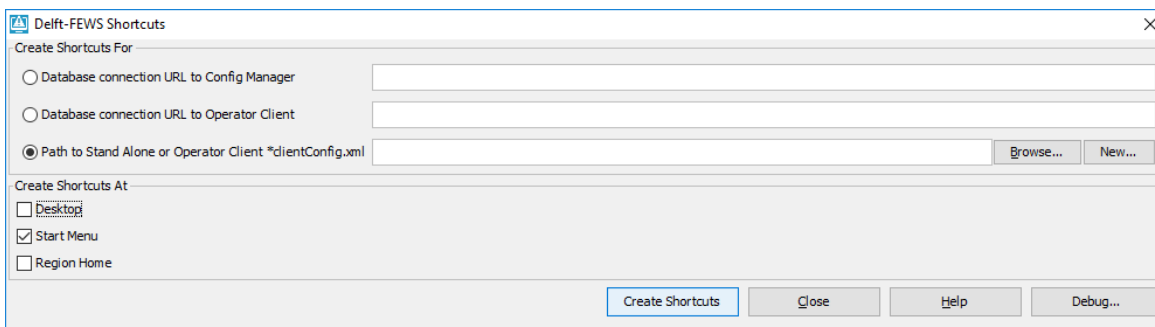 Delft-FEWS Shortcuts
Create Shortcuts For
Database connection URL to Config Manager
Database connection URL to Operator Client
Path to Stand Alone or Operator Client *clientConfig.xml Browse... New...
Create Shortcuts At
Desktop
Start Menu
Region Home
Create Shortcuts Close Help Debug...